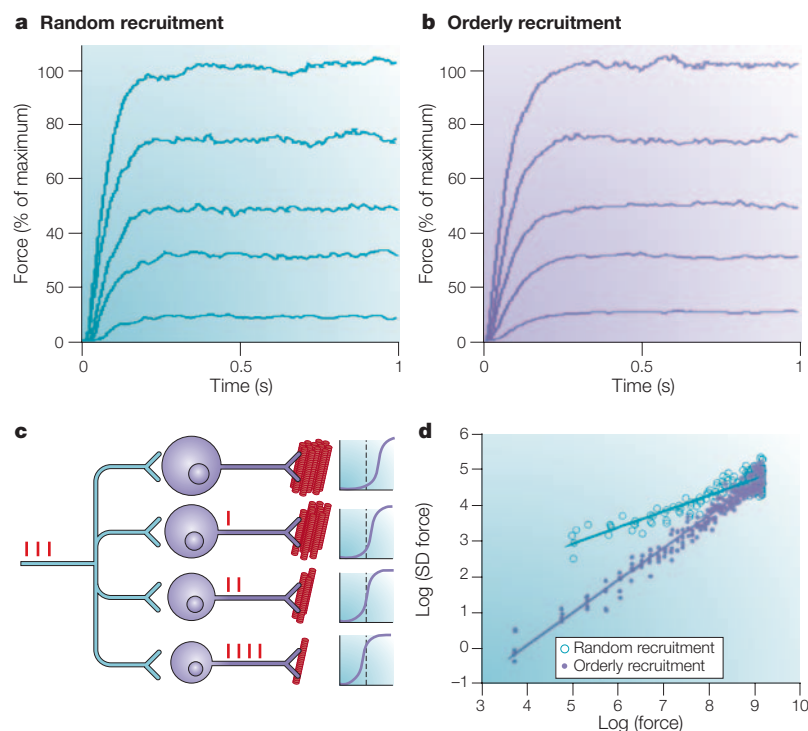 a Random recruitment
Force (% of maximum)
100
80
60
40
50
0
0
0.5
1
Time (s)
b Orderly recruitment
Force (% of maximum)
100
80
60
40
50
0
0
0.5
1
Time (s)
c
d
Log (SD force)
6
5
4
3
2
1
0
–1
Random recruitment
Orderly recruitment
3 4 5 6 7 8 9 10
Log (force)